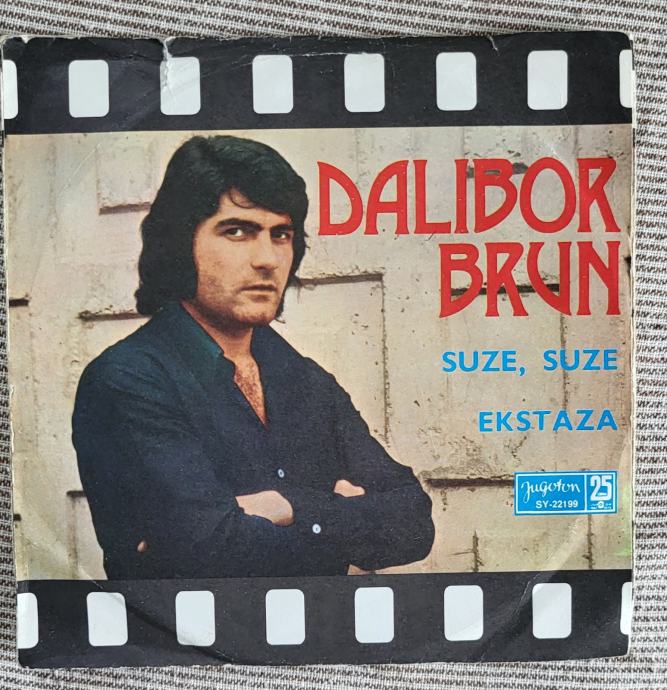 DALIBOR
BRUN
SUZE, SUZE
EKSTAZA
Jugoton 25
SY-22199